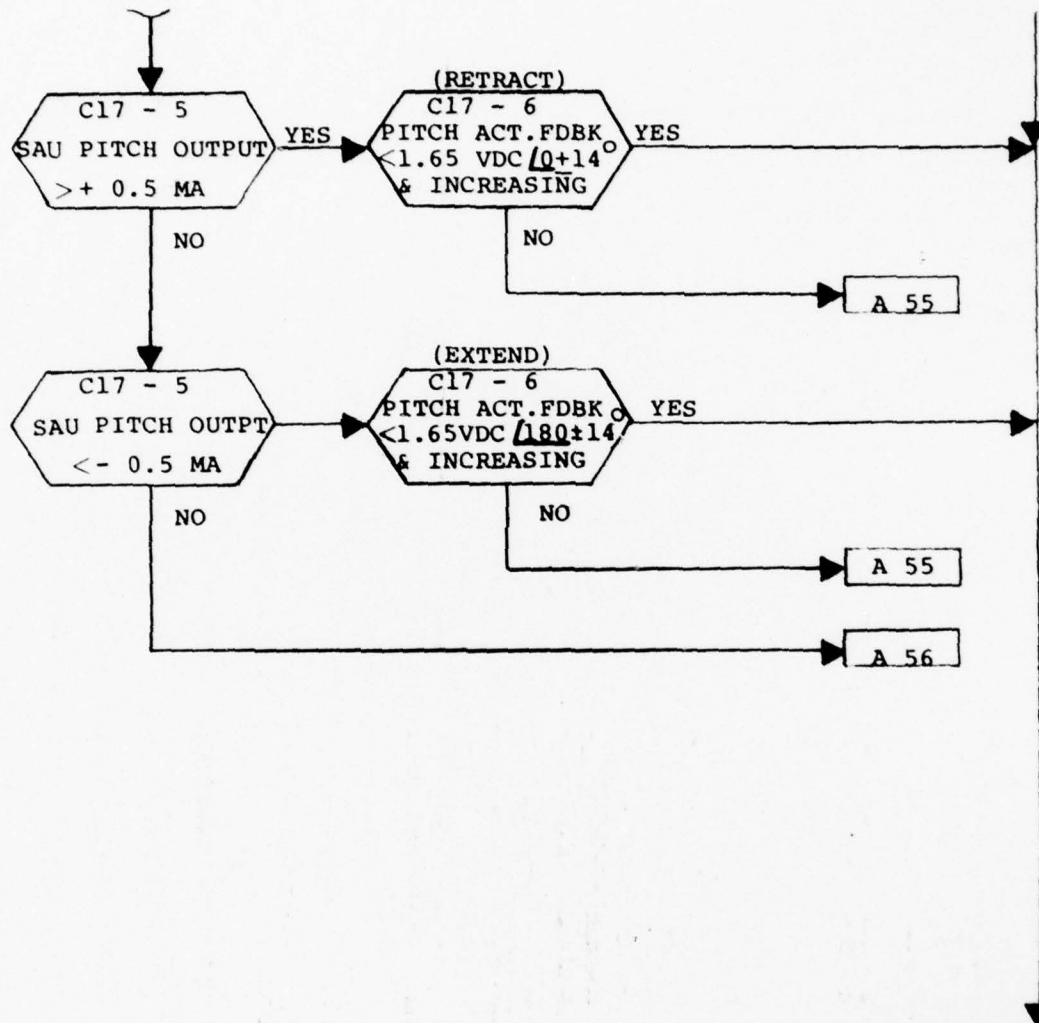 C17 - 5
SAU PITCH OUTPUT
>+ 0.5 MA
YES
NO
(RETRACT)
C17 - 6
PITCH ACT.FDBK
<1.65 VDC /0±14°
& INCREASING
YES
NO
A 55
C17 - 5
SAU PITCH OUTPT
<- 0.5 MA
NO
(EXTEND)
C17 - 6
PITCH ACT.FDBK
<1.65VDC /180±14°
& INCREASING
YES
NO
A 55
A 56